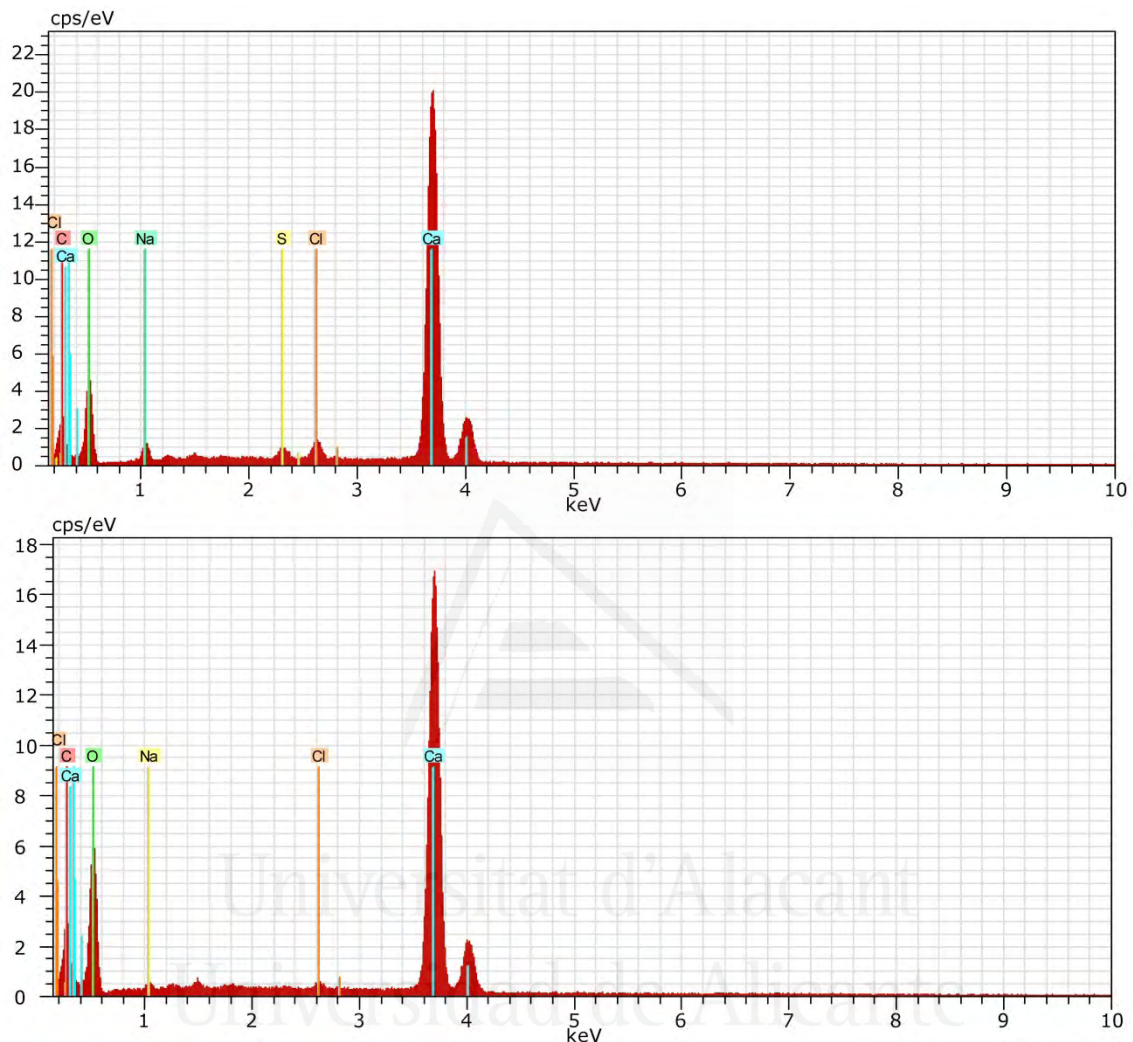 cps/eV
22
20
18
16
14
12
10
8
6
4
2
0
Cl
C O Na S Cl Ca
Ca
1 2 3 4 5 6 7 8 9 10
keV
cps/eV
18
16
14
12
10
8
6
4
2
0
Cl
C O Na Cl Ca
Ca
1 2 3 4 5 6 7 8 9 10
keV
Universitat d'Alacant
Universidad de Alicante